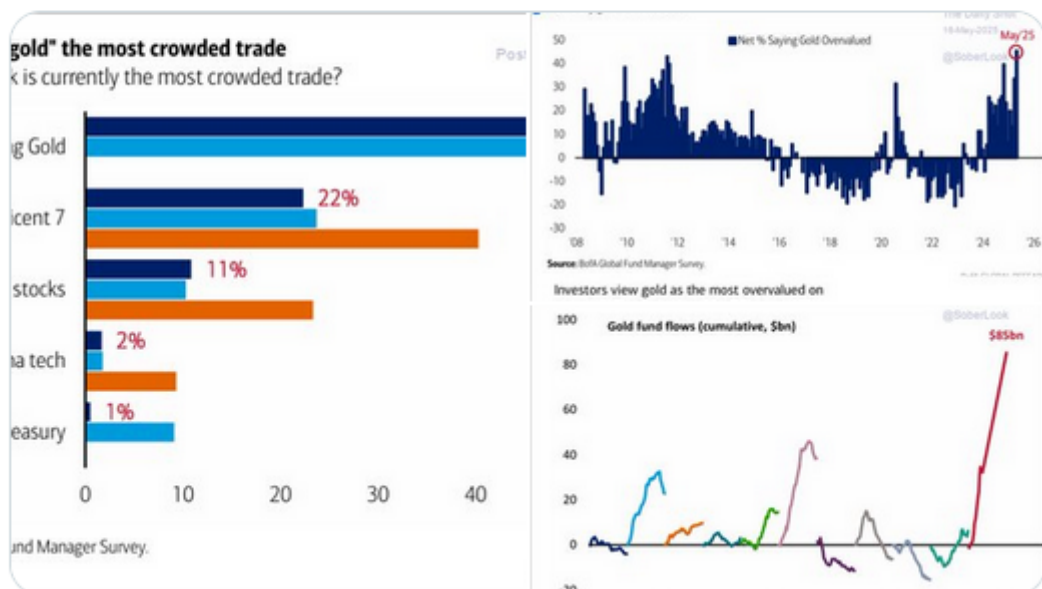 gold" the most crowded trade
k is currently the most crowded trade?
g Gold
icent 7
stocks
a tech
easury
22%
11%
2%
1%
0 10 20 30 40
und Manager Survey.
Pos
The Daily Shot
16-May-2025
@SoberLook
May'25
Net % Saying Gold Overvalued
50
40
30
20
10
0
-10
-20
-30
'08 '10 '12 '14 '16 '18 '20 '22 '24 '26
Source: BofA Global Fund Manager Survey.
Investors view gold as the most overvalued on
@SoberLook
Gold fund flows (cumulative, $bn)
$85bn
100
80
60
40
20
0